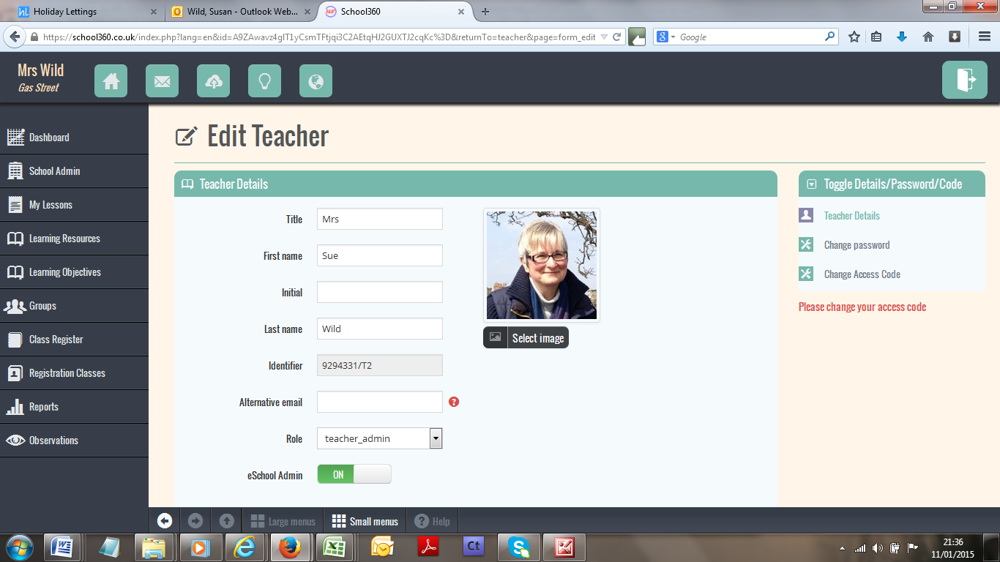 Holiday Lettings
Wild, Susan - Outlook Web...
School360
https://school360.co.uk/index.php?lang=en&id=A9ZAwavz4gIT1yCsmTFtjqi3C2AEtqHJ2GUXTJ2cqKc%3D&returnTo=teacher&page=form_edit
Google
Mrs Wild
Gas Street
Dashboard
School Admin
My Lessons
Learning Resources
Learning Objectives
Groups
Class Register
Registration Classes
Reports
Observations
Edit Teacher
Teacher Details
Title Mrs
First name Sue
Initial
Last name Wild
Identifier 9294331/T2
Alternative email
Role teacher_admin
eSchool Admin ON
Select image
Toggle Details/Password/Code
Teacher Details
Change password
Change Access Code
Please change your access code
Large menus
Small menus
Help
Ct
21:36
11/01/2015